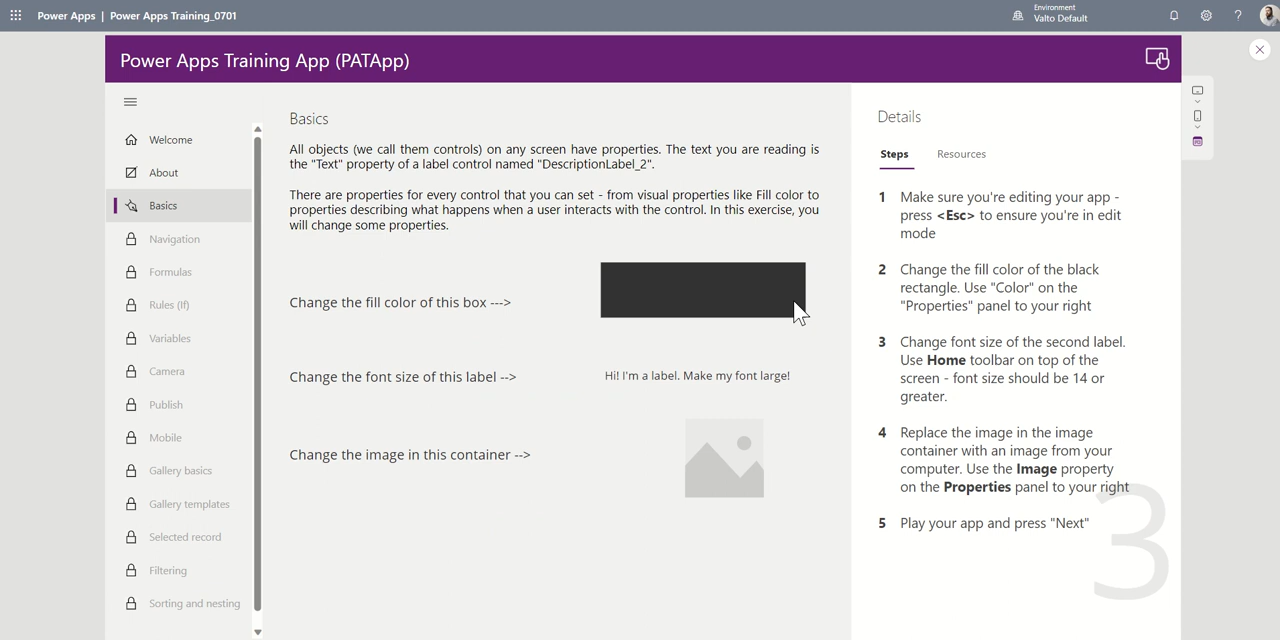 Power Apps | Power Apps Training_0701
Environment
Valto Default
?
Power Apps Training App (PATApp)
Welcome
About
Basics
Navigation
Formulas
Rules (If)
Variables
Camera
Publish
Mobile
Gallery basics
Gallery templates
Selected record
Filtering
Sorting and nesting
Basics
All objects (we call them controls) on any screen have properties. The text you are reading is
the "Text" property of a label control named "DescriptionLabel_2".
There are properties for every control that you can set - from visual properties like Fill color to
properties describing what happens when a user interacts with the control. In this exercise, you
will change some properties.
Change the fill color of this box --->
Change the font size of this label -->
Hi! I'm a label. Make my font large!
Change the image in this container -->
Details
Steps Resources
1 Make sure you're editing your app -
press <Esc> to ensure you're in edit
mode
2 Change the fill color of the black
rectangle. Use "Color" on the
"Properties" panel to your right
3 Change font size of the second label.
Use Home toolbar on top of the
screen - font size should be 14 or
greater.
4 Replace the image in the image
container with an image from your
computer. Use the Image property
on the Properties panel to your right
5 Play your app and press "Next"
3